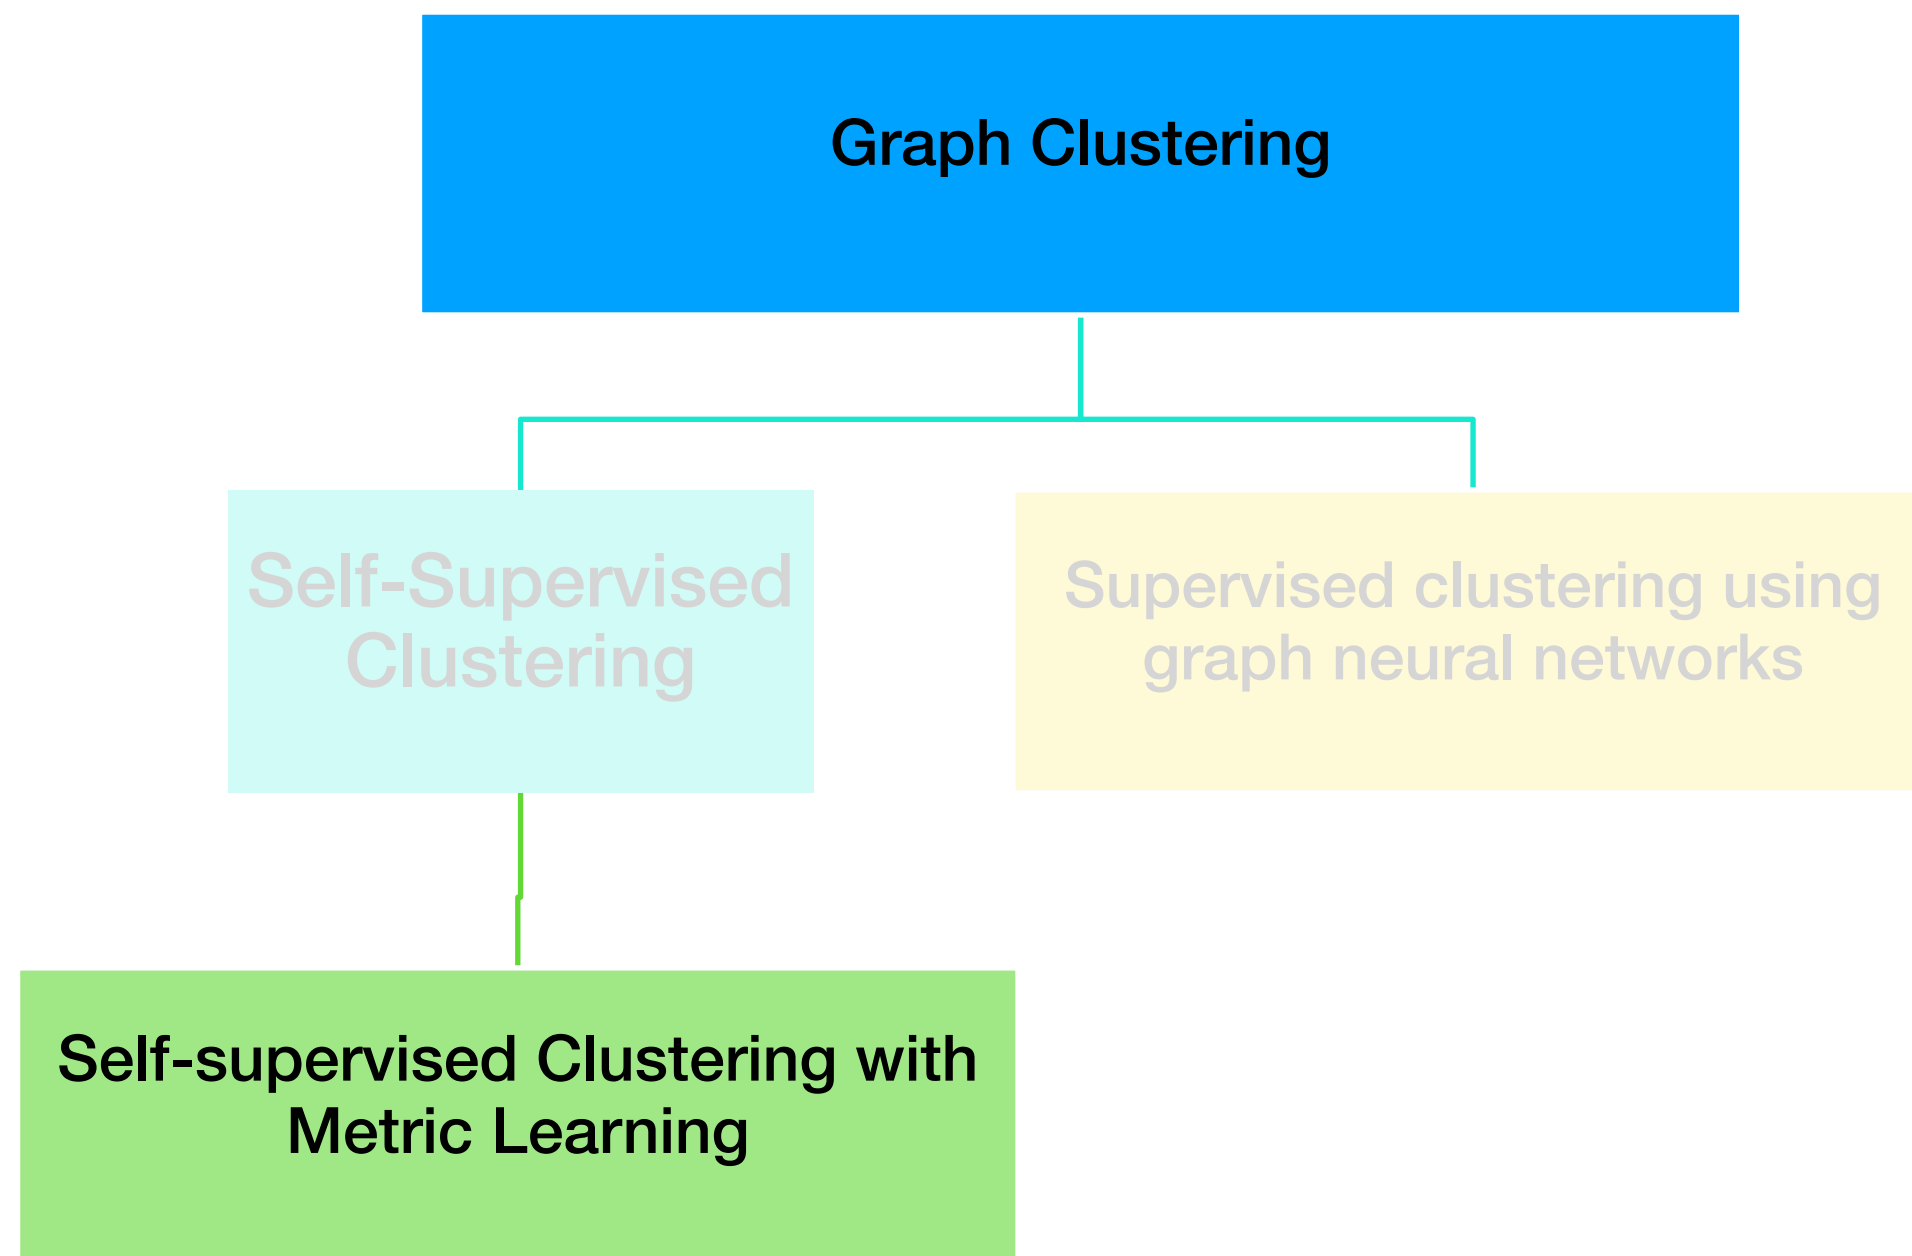 Graph Clustering
Self-Supervised
Clustering
Supervised clustering using
graph neural networks
Self-supervised Clustering with
Metric Learning